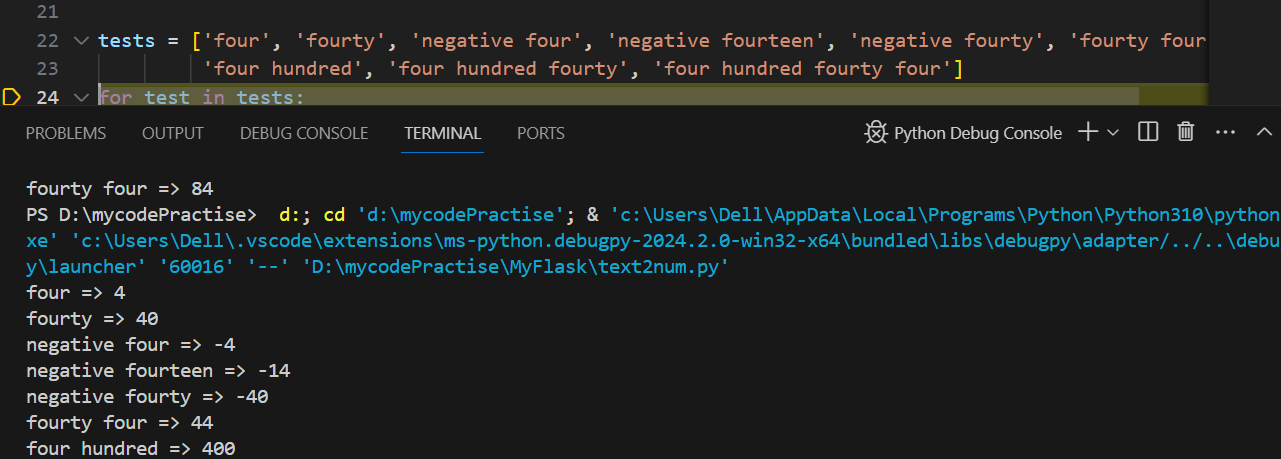 21
22 tests = ['four', 'fourty', 'negative four', 'negative fourteen', 'negative fourty', 'fourty four
23 'four hundred', 'four hundred fourty', 'four hundred fourty four']
24 for test in tests:
PROBLEMS OUTPUT DEBUG CONSOLE TERMINAL PORTS Python Debug Console
fourty four => 84
PS D:\mycodePractise>  d:; cd 'd:\mycodePractise'; & 'c:\Users\Dell\AppData\Local\Programs\Python\Python310\python
xe' 'c:\Users\Dell\.vscode\extensions\ms-python.debugpy-2024.2.0-win32-x64\bundled\libs\debugpy\adapter/../..\debu
y\launcher' '60016' '--' 'D:\mycodePractise\MyFlask\text2num.py'
four => 4
fourty => 40
negative four => -4
negative fourteen => -14
negative fourty => -40
fourty four => 44
four hundred => 400